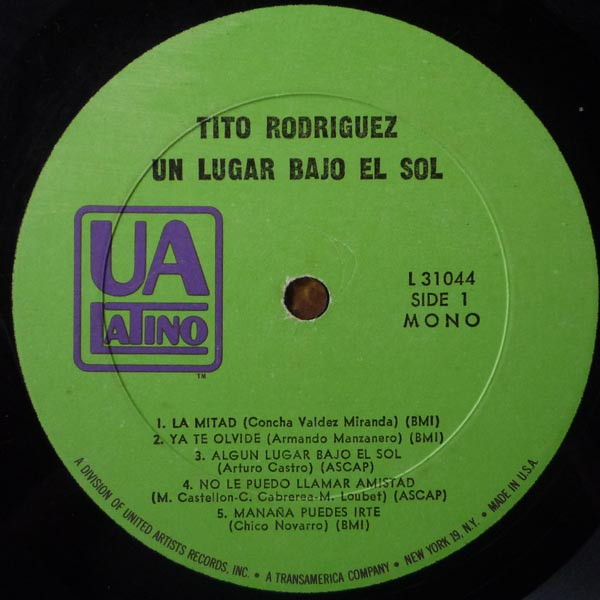 TITO RODRIGUEZ
UN LUGAR BAJO EL SOL
UA
LATINO
TM
L 31044
SIDE 1
MONO
1. LA MITAD (Concha Valdez Miranda) (BMI)
2. YA TE OLVIDE (Armando Manzanero) (BMI)
3. ALGUN LUGAR BAJO EL SOL
(Arturo Castro) (ASCAP)
4. NO LE PUEDO LLAMAR AMISTAD
(M. Castellon-C. Cabrerea-M. Loubet) (ASCAP)
5. MANAÑA PUEDES IRTE
(Chico Novarro) (BMI)
A DIVISION OF UNITED ARTISTS RECORDS, INC. • A TRANSAMERICA COMPANY • NEW YORK 19, N.Y. • MADE IN U.S.A.